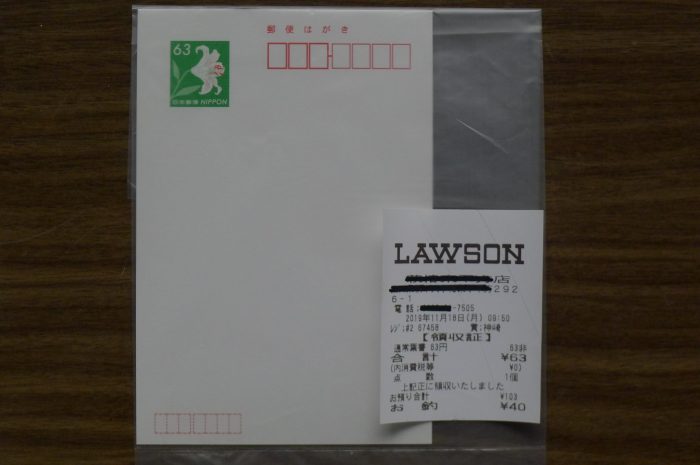 郵便はがき
63
日本郵便 NIPPON
LAWSON
店
292
6-1
電話: -7505
2019年11月18日(月) 09:50
レジ:#2 67458 責:神崎
【領収証】
通常葉書 63円 63非
合計 ¥63
(内消費税等 ¥0)
点数 1個
上記正に領収いたしました
お預り合計 ¥103
お釣 ¥40